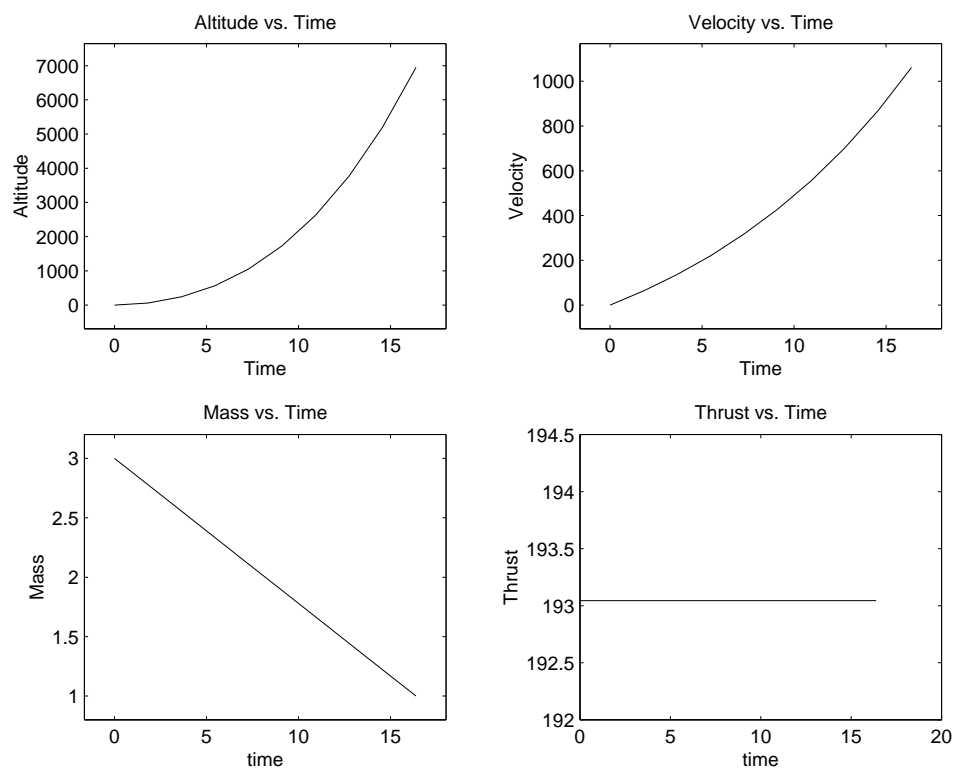 Altitude vs. Time
7000
6000
5000
4000
3000
2000
1000
0
Altitude
0 5 10 15
Time
Velocity vs. Time
1000
800
600
400
200
0
Velocity
0 5 10 15
Time
Mass vs. Time
3
2.5
2
1.5
1
Mass
0 5 10 15
time
Thrust vs. Time
194.5
194
193.5
193
192.5
192
Thrust
0 5 10 15 20
time